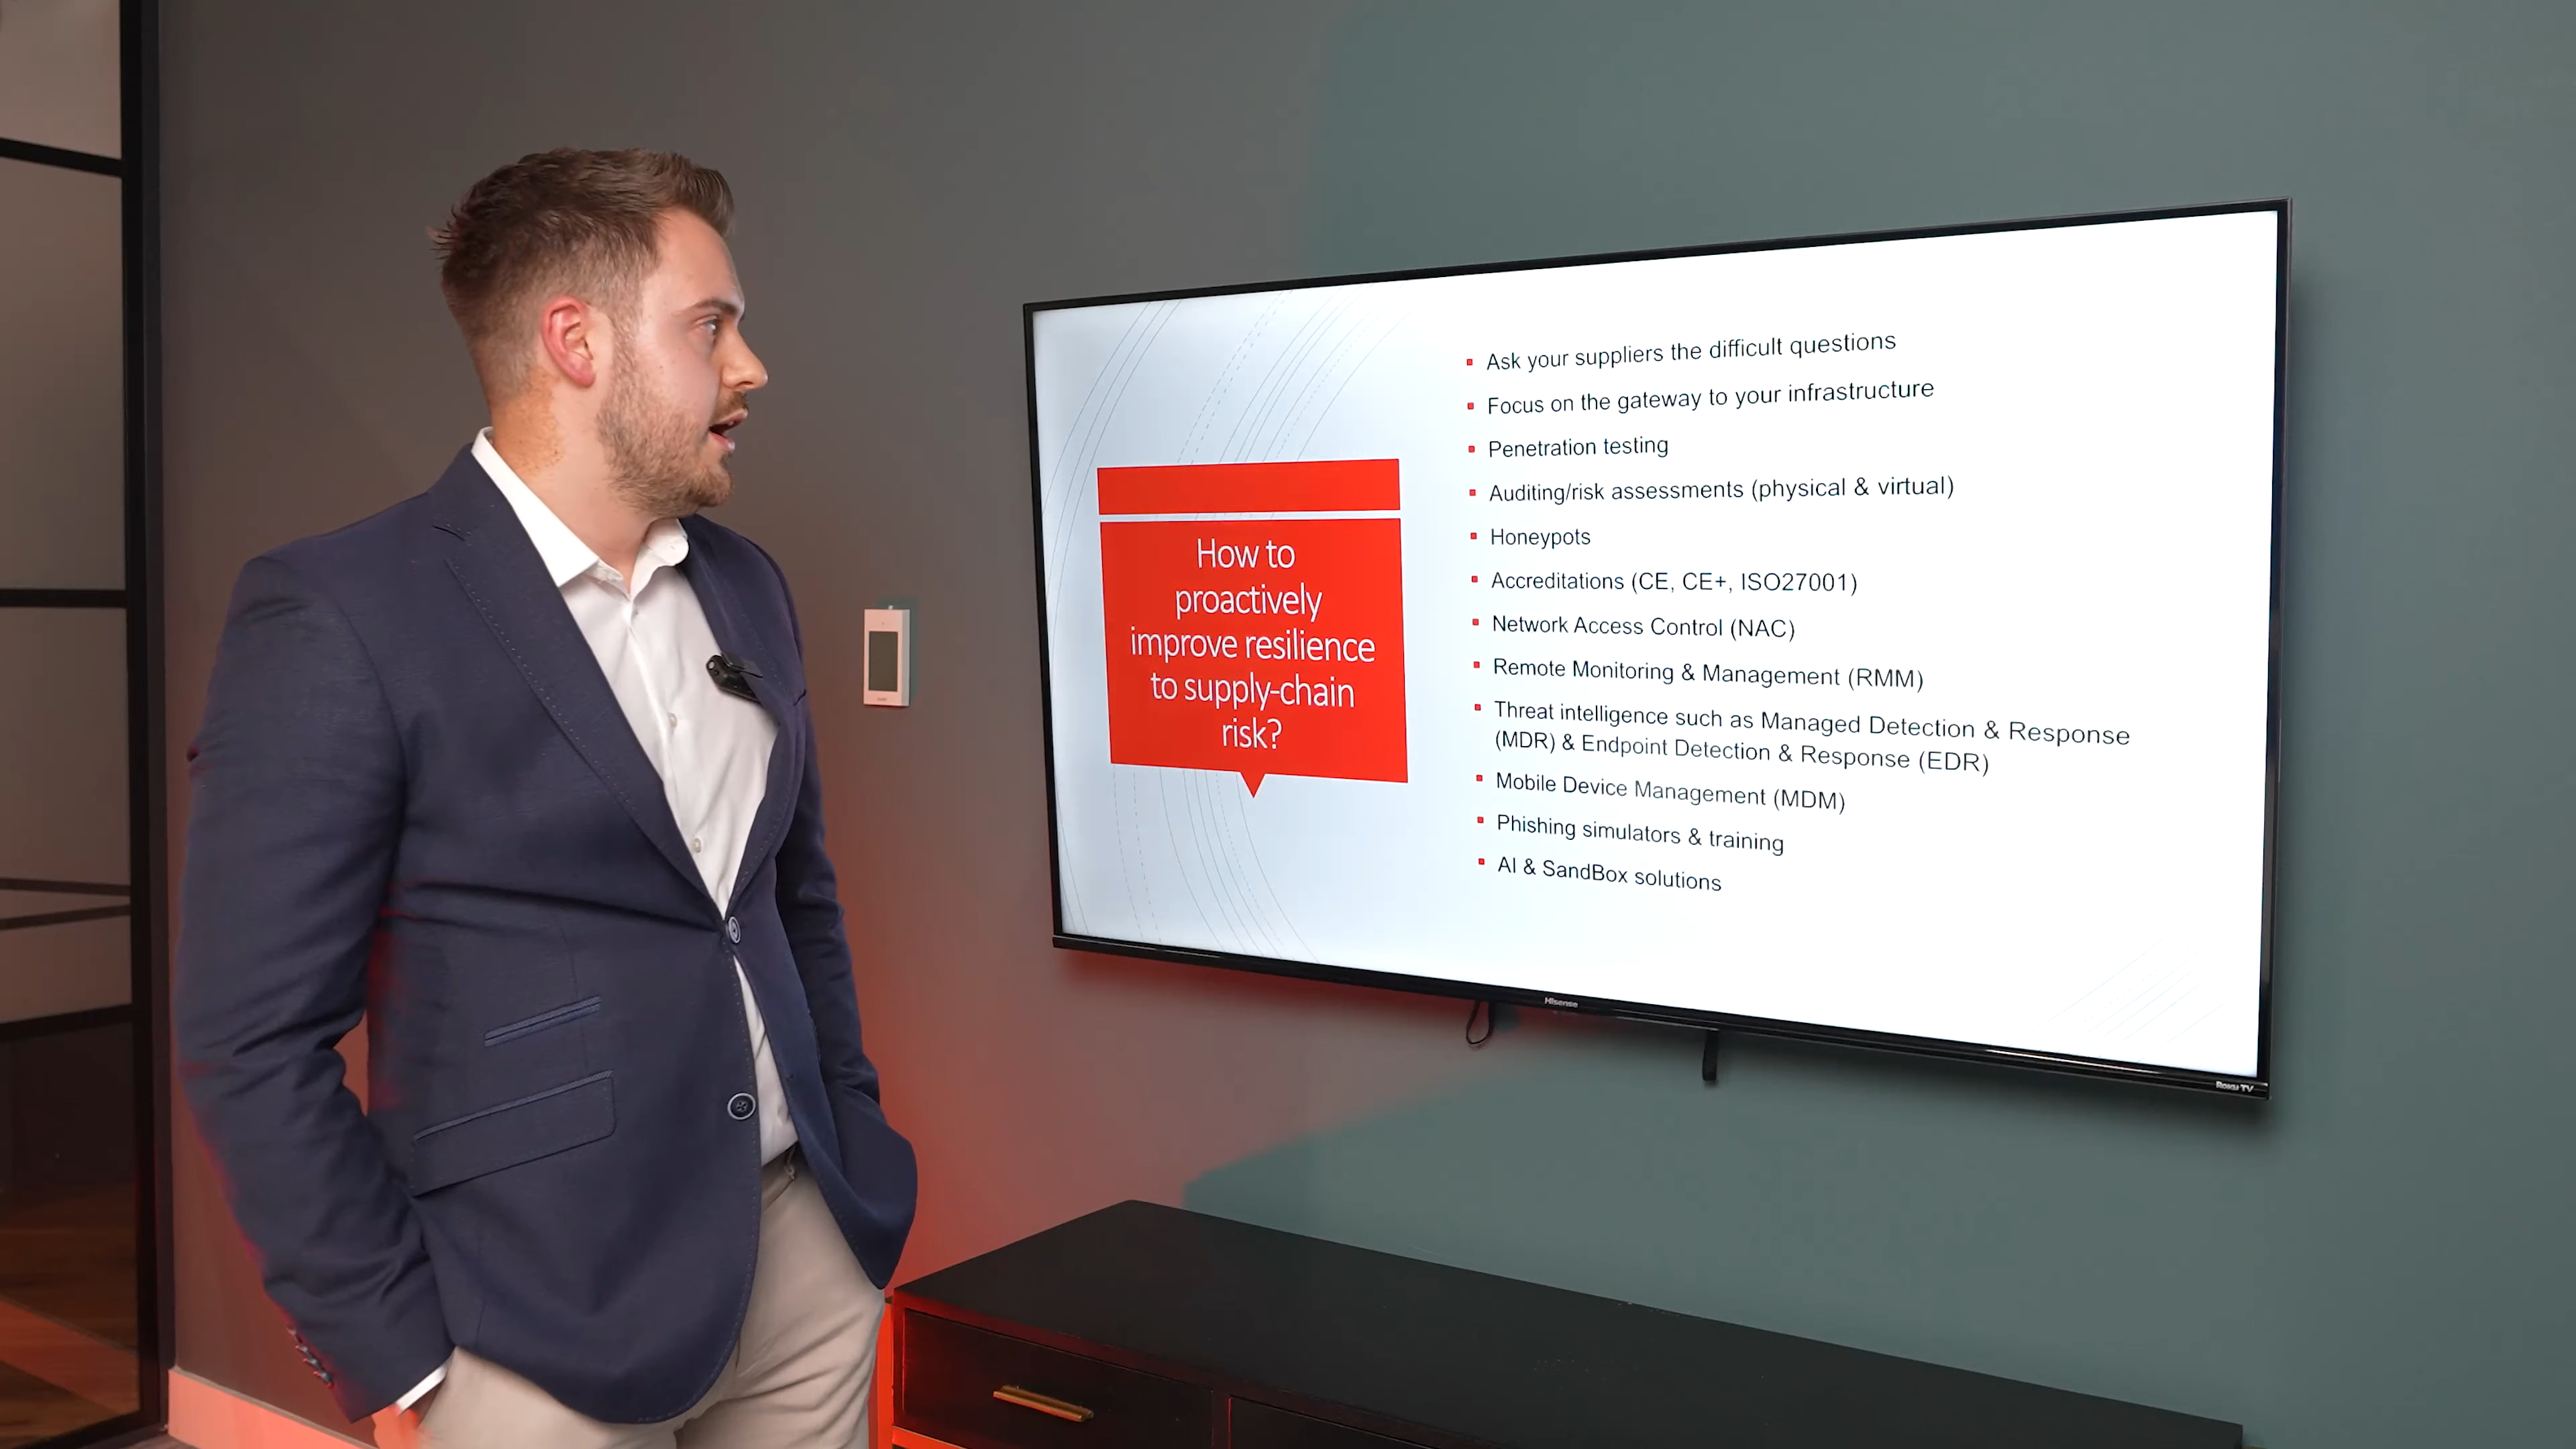 How to
proactively
improve resilience
to supply-chain
risk?
Ask your suppliers the difficult questions
Focus on the gateway to your infrastructure
Penetration testing
Auditing/risk assessments (physical & virtual)
Honeypots
Accreditations (CE, CE+, ISO27001)
Network Access Control (NAC)
Remote Monitoring & Management (RMM)
Threat intelligence such as Managed Detection & Response
(MDR) & Endpoint Detection & Response (EDR)
Mobile Device Management (MDM)
Phishing simulators & training
AI & SandBox solutions
Hisense
Roku TV